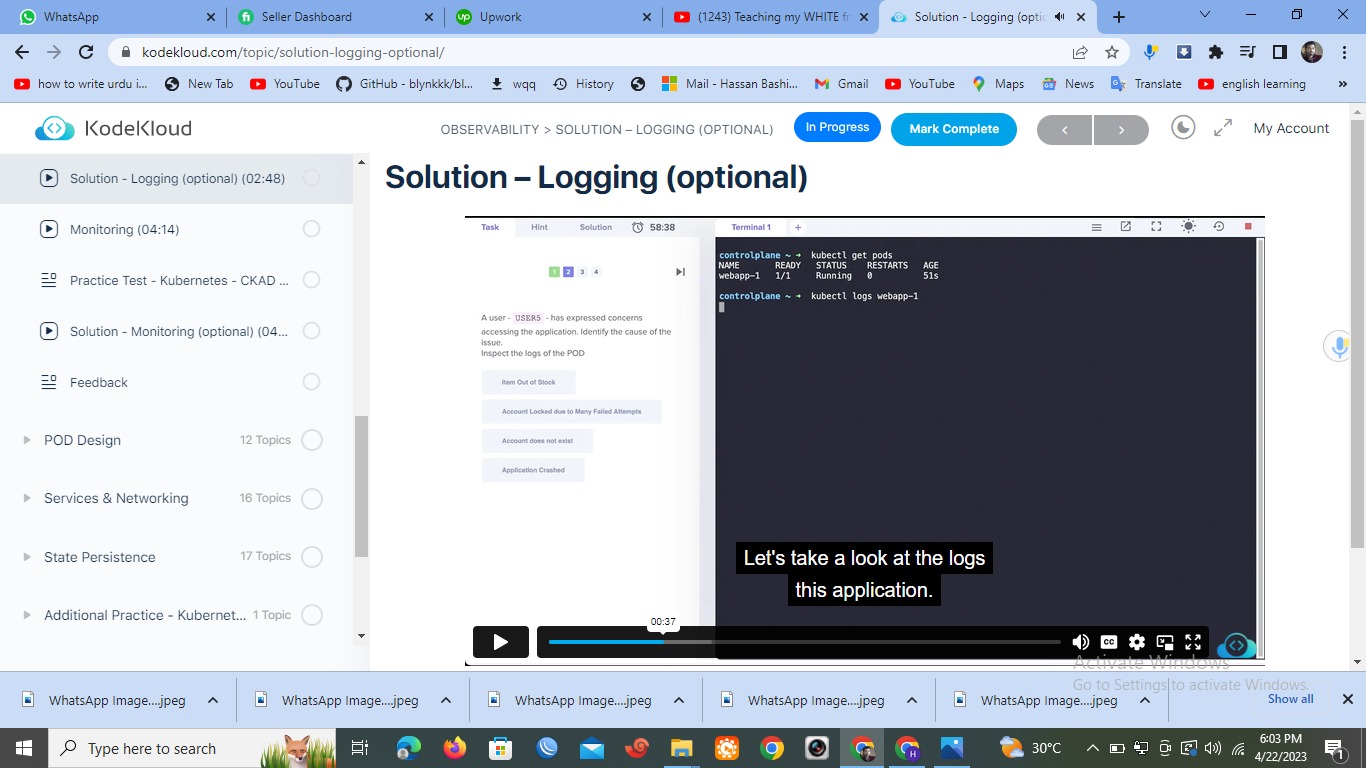 WhatsApp
Seller Dashboard
Upwork
(1243) Teaching my WHITE fr
Solution - Logging (optic
kodekloud.com/topic/solution-logging-optional/
how to write urdu i...
New Tab
YouTube
GitHub - blynkkk/bl...
wqq
History
Mail - Hassan Bashi...
Gmail
YouTube
Maps
News
Translate
english learning
»
KodeKloud
OBSERVABILITY > SOLUTION – LOGGING (OPTIONAL)
In Progress
Mark Complete
My Account
Solution - Logging (optional) (02:48)
Monitoring (04:14)
Practice Test - Kubernetes - CKAD ...
Solution - Monitoring (optional) (04...
Feedback
POD Design 12 Topics
Services & Networking 16 Topics
State Persistence 17 Topics
Additional Practice - Kubernet... 1 Topic
Solution – Logging (optional)
Task Hint Solution 58:38
1 2 3 4
A user - USER5 - has expressed concerns
accessing the application. Identify the cause of the
issue.
Inspect the logs of the POD
Item Out of Stock
Account Locked due to Many Failed Attempts
Account does not exist
Application Crashed
Terminal 1 +
controlplane ~ ➜ kubectl get pods
NAME READY STATUS RESTARTS AGE
webapp-1 1/1 Running 0 51s
controlplane ~ ➜ kubectl logs webapp-1
Let's take a look at the logs
this application.
00:37
CC
Activate Windows
Go to Settings to activate Windows.
WhatsApp Image....jpeg
WhatsApp Image....jpeg
WhatsApp Image....jpeg
WhatsApp Image....jpeg
WhatsApp Image....jpeg
Show all
Type here to search
30°C
6:03 PM
4/22/2023
1